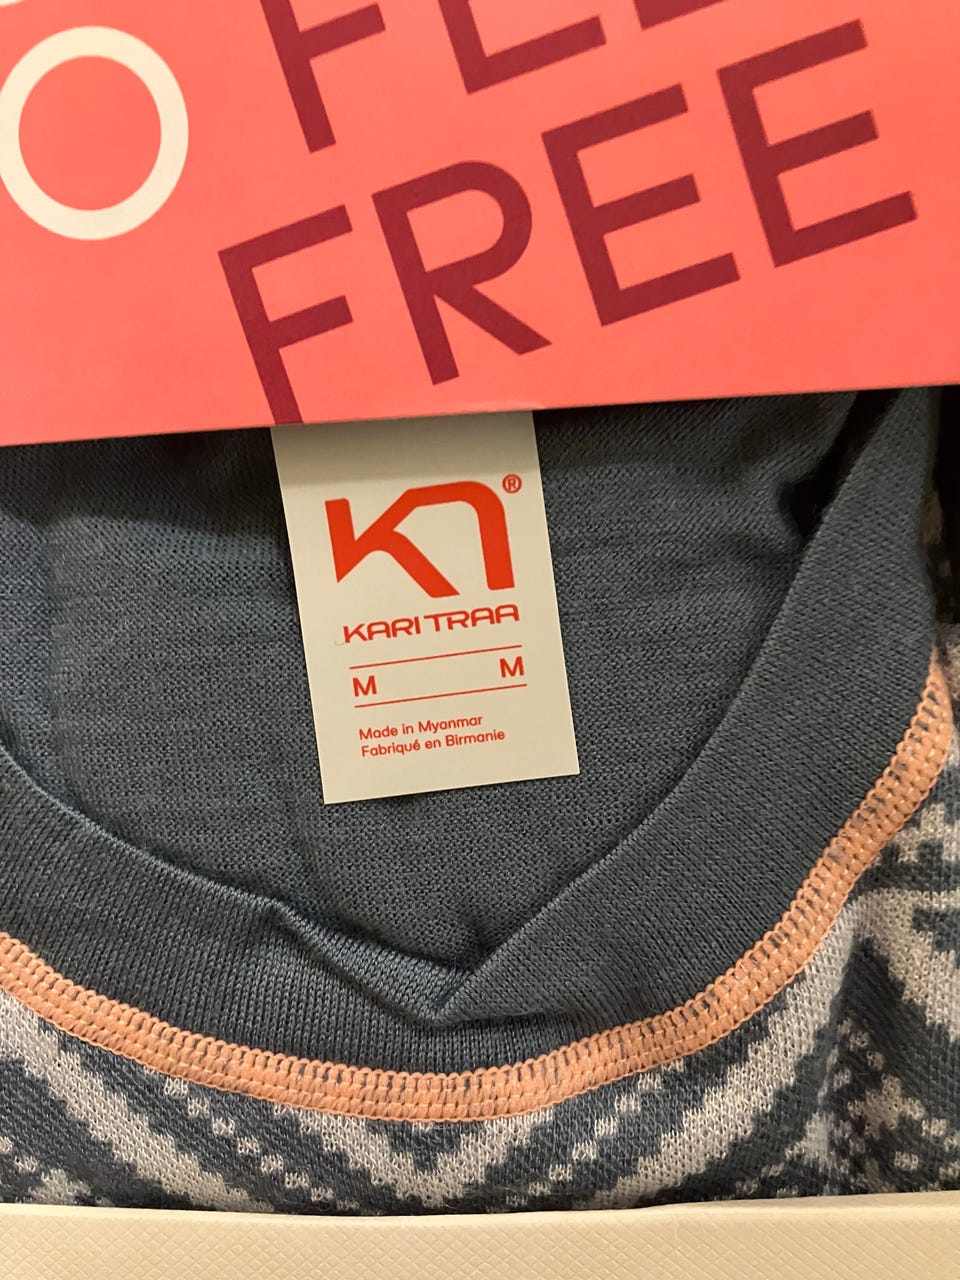 O
FREE
KARI TRAA
®
M M
Made in Myanmar
Fabriqué en Birmanie